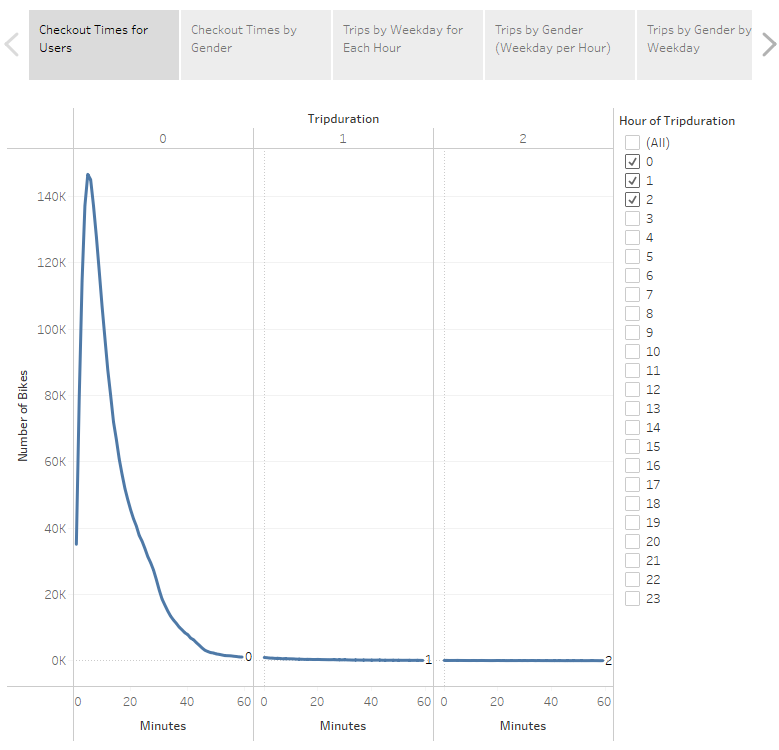 Checkout Times for
Users
Checkout Times by
Gender
Trips by Weekday for
Each Hour
Trips by Gender
(Weekday per Hour)
Trips by Gender by
Weekday
Tripduration
0 1 2
Number of Bikes
140K
120K
100K
80K
60K
40K
20K
0K
0
1
2
0 20 40 60 0 20 40 60 0 20 40 60
Minutes Minutes Minutes
Hour of Tripduration
(All)
0
1
2
3
4
5
6
7
8
9
10
11
12
13
14
15
16
17
18
19
20
21
22
23